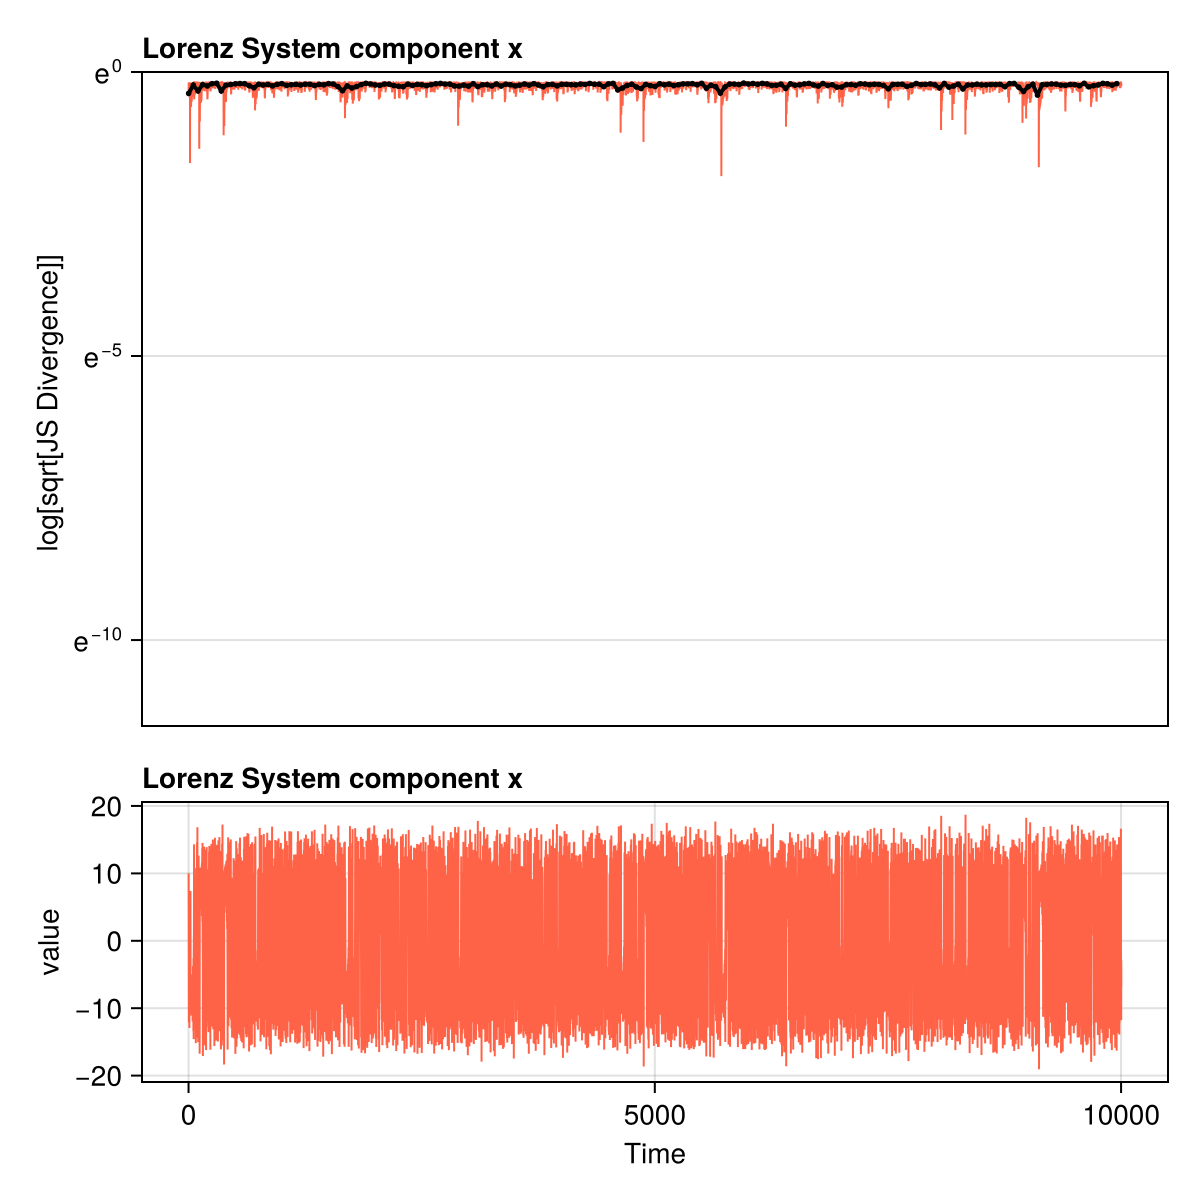 Lorenz System component x
e⁰
e⁻⁵
e⁻¹⁰
log[sqrt[JS Divergence]]
Lorenz System component x
20
10
0
−10
−20
value
0 5000 10000
Time